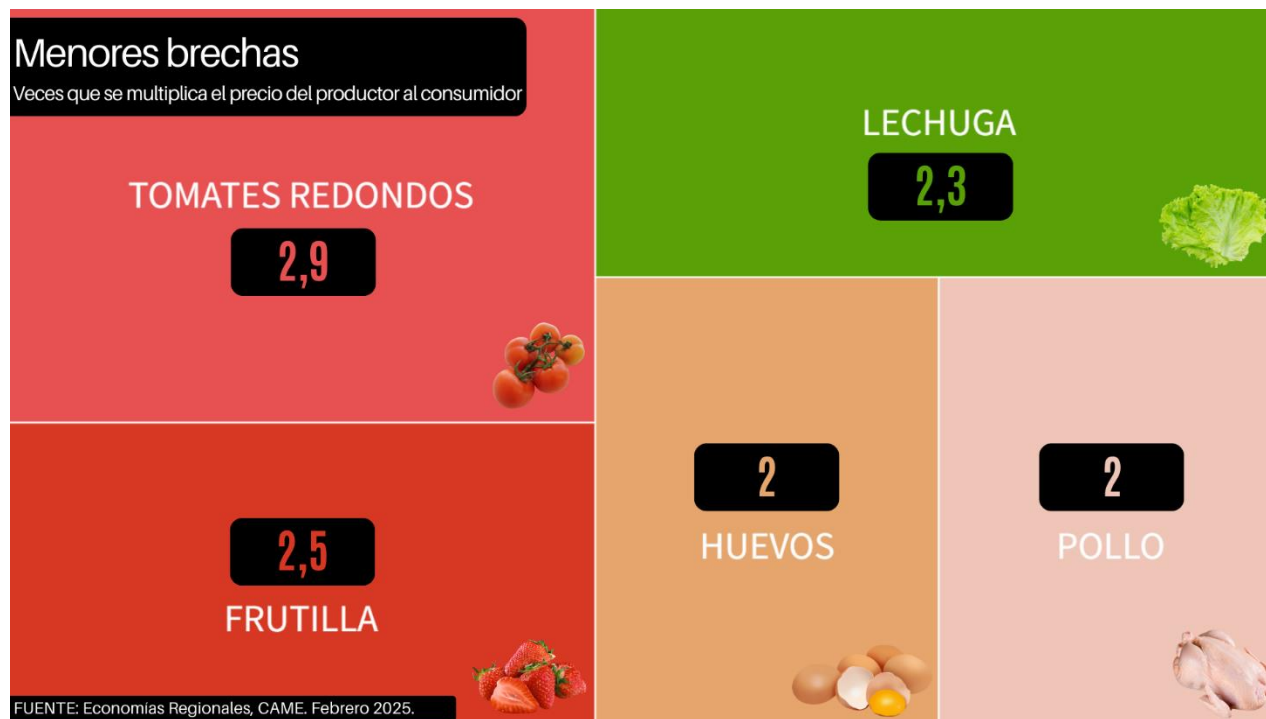 Menores brechas
Veces que se multiplica el precio del productor al consumidor
TOMATES REDONDOS
2,9
LECHUGA
2,3
2,5
FRUTILLA
2
HUEVOS
2
POLLO
FUENTE: Economías Regionales, CAME. Febrero 2025.